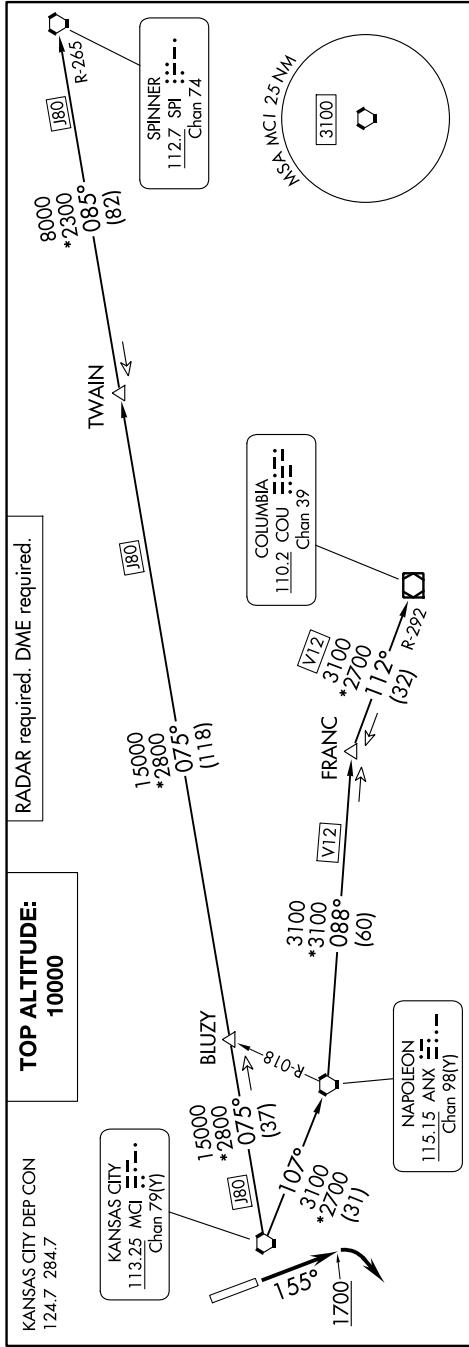 KANSAS CITY DEP CON
124.7 284.7
TOP ALTITUDE:
10000
RADAR required. DME required.
KANSAS CITY
113.25 MCI
Chan 79(Y)
J80
15000
*2800
075°
(37)
BLUZY
15000
*2800
075°
(118)
J80
TWAIN
8000
*2300
085°
(82)
J80
R-265
SPINNER
112.7 SPI
Chan 74
155°
1700
107°
3100
*2700
(31)
R-018
NAPOLEON
115.15 ANX
Chan 98(Y)
3100
*3100
088°
(60)
V12
FRANC
V12
3100
*2700
112°
(32)
R-292
COLUMBIA
110.2 COU
Chan 39
MSA MCI 25 NM
3100